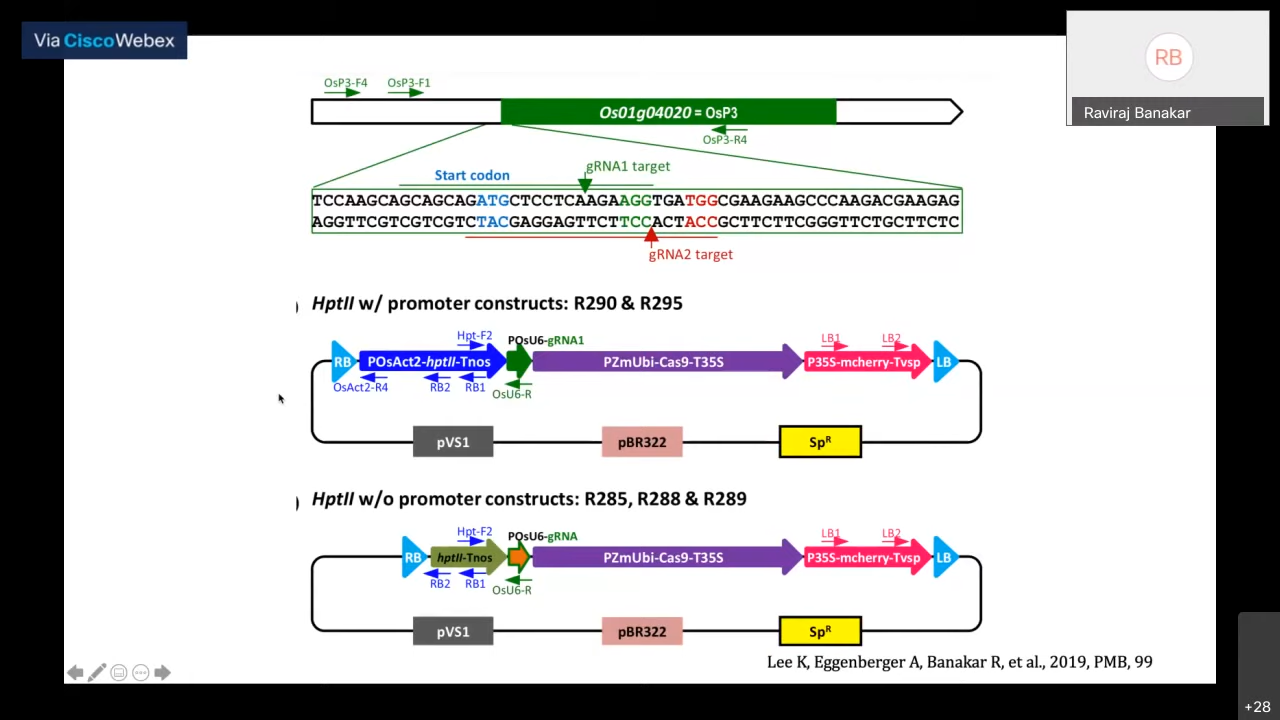 Via Cisco Webex
RB
Raviraj Banakar
OsP3-F4 OsP3-F1
Os01g04020 = OsP3
OsP3-R4
gRNA1 target
Start codon
TCCAAGCAGCAGCAGATGCTCCTCAAGAAGGTGATGGCGAAGAAGCCCAAGACGAAGAG
AGGTTCGTCGTCGTCTACGAGGAGTTCTTCCACTACCGCTTCTTCGGGTTCTGCTTCTC
gRNA2 target
) HptII w/ promoter constructs: R290 & R295
Hpt-F2 POsU6-gRNA1 LB1 LB2
RB POsAct2-hptII-Tnos PZmUbi-Cas9-T35S P35S-mcherry-Tvsp LB
OsAct2-R4 RB2 RB1 OsU6-R
pVS1 pBR322 SpR
) HptII w/o promoter constructs: R285, R288 & R289
Hpt-F2 POsU6-gRNA LB1 LB2
RB hptII-Tnos PZmUbi-Cas9-T35S P35S-mcherry-Tvsp LB
RB2 RB1 OsU6-R
pVS1 pBR322 SpR
Lee K, Eggenberger A, Banakar R, et al., 2019, PMB, 99
+28